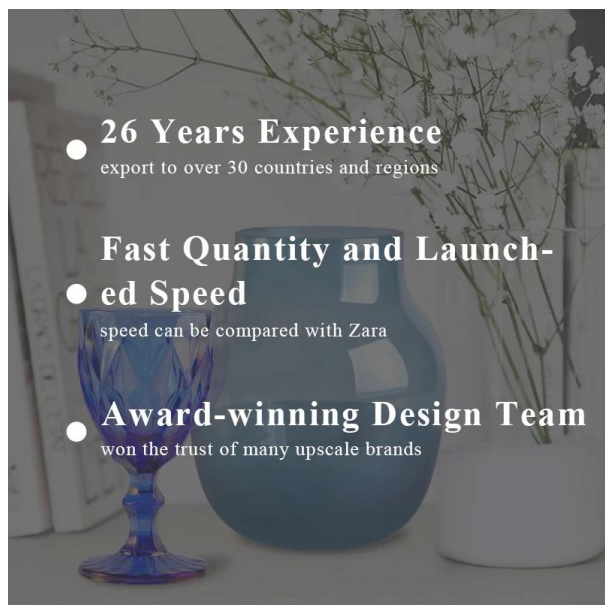 26 Years Experience
export to over 30 countries and regions
Fast Quantity and Launch-
ed Speed
speed can be compared with Zara
Award-winning Design Team
won the trust of many upscale brands